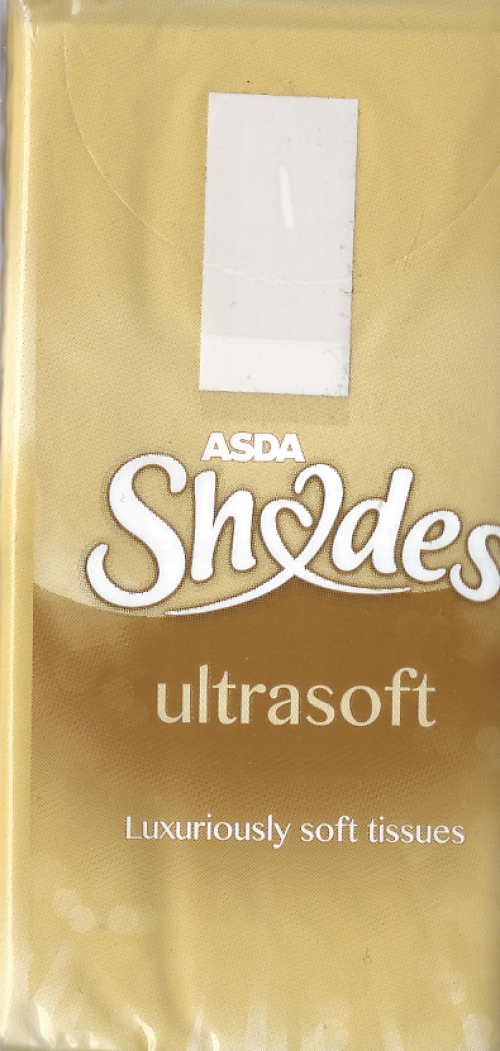 ASDA
Shades
ultrasoft
Luxuriously soft tissues